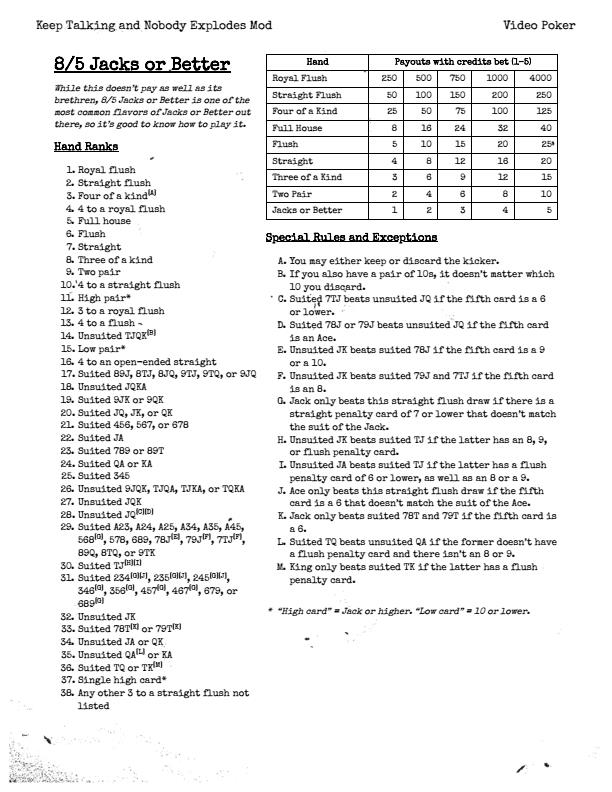 Keep Talking and Nobody Explodes Mod
Video Poker
8/5 Jacks or Better
While this doesn't pay as well as its
brethren, 8/5 Jacks or Better is one of the
most common flavors of Jacks or Better out
there, so it's good to know how to play it.
Hand Ranks
1. Royal flush
2. Straight flush
3. Four of a kind[A]
4. 4 to a royal flush
5. Full house
6. Flush
7. Straight
8. Three of a kind
9. Two pair
10. 4 to a straight flush
11. High pair*
12. 3 to a royal flush
13. 4 to a flush
14. Unsuited TJQK[B]
15. Low pair*
16. 4 to an open-ended straight
17. Suited 89J, 8TJ, 8JQ, 9TJ, 9TQ, or 9JQ
18. Unsuited JQKA
19. Suited 9JK or 9QK
20. Suited JQ, JK, or QK
21. Suited 456, 567, or 678
22. Suited JA
23. Suited 789 or 89T
24. Suited QA or KA
25. Suited 345
26. Unsuited 9JQK, TJQA, TJKA, or TQKA
27. Unsuited JQK
28. Unsuited JQ[C][D]
29. Suited A23, A24, A25, A34, A35, A45,
568[G], 578, 689, 78J[E], 79J[F], 7TJ[F],
89Q, 8TQ, or 9TK
30. Suited TJ[H][I]
31. Suited 234[G][J], 235[G][J], 245[G][J],
346[G], 356[G], 457[G], 467[G], 679, or
689[G]
32. Unsuited JK
33. Suited 78T[K] or 79T[K]
34. Unsuited JA or QK
35. Unsuited QA[L] or KA
36. Suited TQ or TK[M]
37. Single high card*
38. Any other 3 to a straight flush not
listed
Hand Payouts with credits bet (1-5)
Royal Flush 250 500 750 1000 4000
Straight Flush 50 100 150 200 250
Four of a Kind 25 50 75 100 125
Full House 8 16 24 32 40
Flush 5 10 15 20 25*
Straight 4 8 12 16 20
Three of a Kind 3 6 9 12 15
Two Pair 2 4 6 8 10
Jacks or Better 1 2 3 4 5
Special Rules and Exceptions
A. You may either keep or discard the kicker.
B. If you also have a pair of 10s, it doesn't matter which
10 you discard.
C. Suited 7TJ beats unsuited JQ if the fifth card is a 6
or lower.
D. Suited 78J or 79J beats unsuited JQ if the fifth card
is an Ace.
E. Unsuited JK beats suited 78J if the fifth card is a 9
or a 10.
F. Unsuited JK beats suited 79J and 7TJ if the fifth card
is an 8.
G. Jack only beats this straight flush draw if there is a
straight penalty card of 7 or lower that doesn't match
the suit of the Jack.
H. Unsuited JK beats suited TJ if the latter has an 8, 9,
or flush penalty card.
I. Unsuited JA beats suited TJ if the latter has a flush
penalty card of 6 or lower, as well as an 8 or a 9.
J. Ace only beats this straight flush draw if the fifth
card is a 6 that doesn't match the suit of the Ace.
K. Jack only beats suited 78T and 79T if the fifth card is
a 6.
L. Suited TQ beats unsuited QA if the former doesn't have
a flush penalty card and there isn't an 8 or 9.
M. King only beats suited TK if the latter has a flush
penalty card.
* "High card" = Jack or higher. "Low card" = 10 or lower.